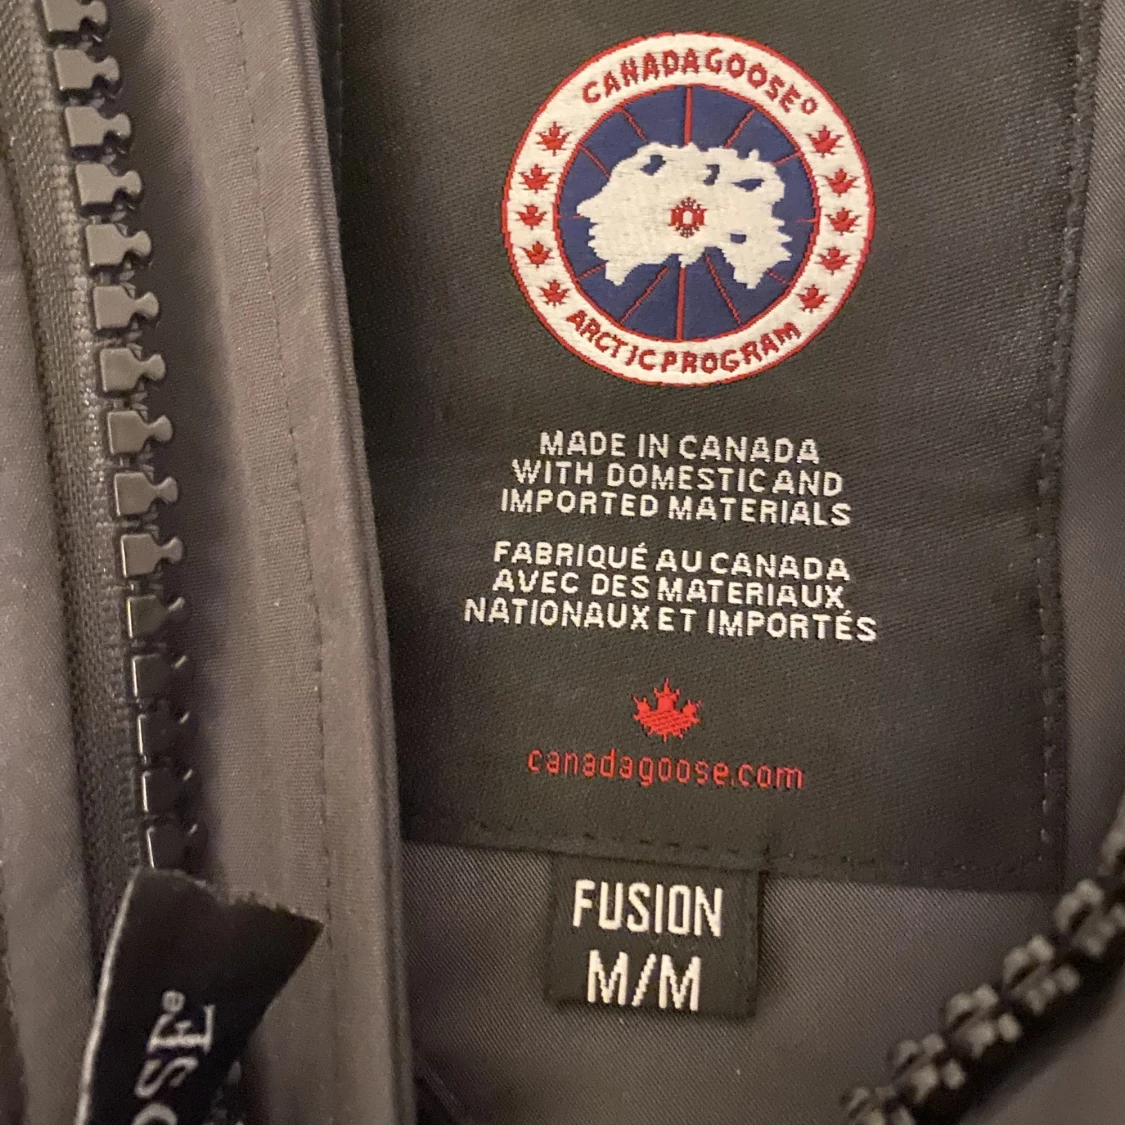 CANADA GOOSE
ARCTIC PROGRAM
MADE IN CANADA
WITH DOMESTIC AND
IMPORTED MATERIALS
FABRIQUÉ AU CANADA
AVEC DES MATERIAUX
NATIONAUX ET IMPORTÉS
canadagoose.com
FUSION
M/M
OSE